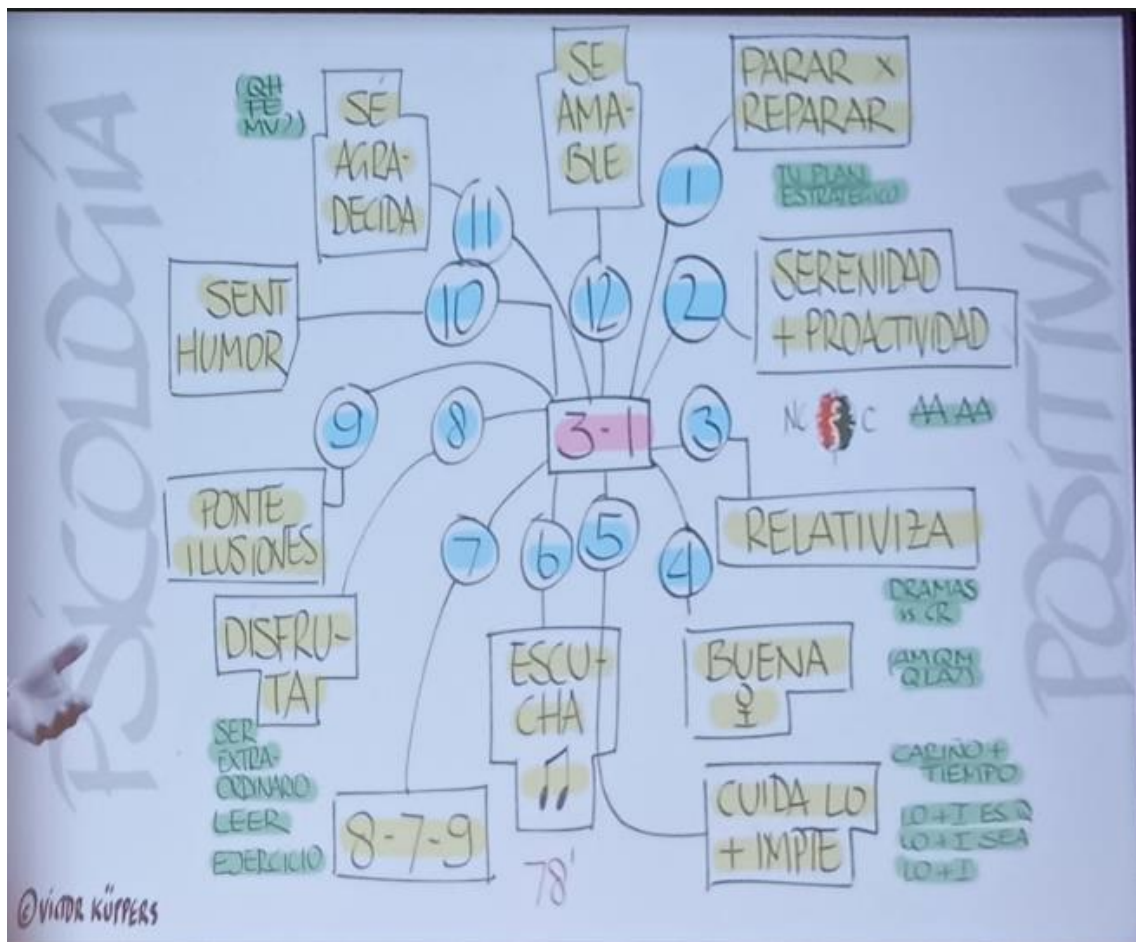 PSICOLOGÍA
POSITIVA
3-1
1
PARAR X
REPARAR
TU PLAN
ESTRATÉGICO
2
SERENIDAD
+ PROACTIVIDAD
NC C
AA AA
3
RELATIVIZA
DRAMAS
vs CR
4
BUENA
(AMQM
QLA7)
5
CUIDA LO
+ IMPTE
CARIÑO +
TIEMPO
LO + I ES Q
LO + I SEA
LO + I
6
ESCU-
CHA
78'
7
8-7-9
8
DISFRU-
TA
SER
EXTRA-
ORDINARIO
LEER
EJERCICIO
9
PONTE
ILUSIONES
10
SENT
HUMOR
11
SÉ
AGRA-
DECIDA
(QH
FE
MV?)
12
SE
AMA-
BLE
© VÍCTOR KÜPPERS